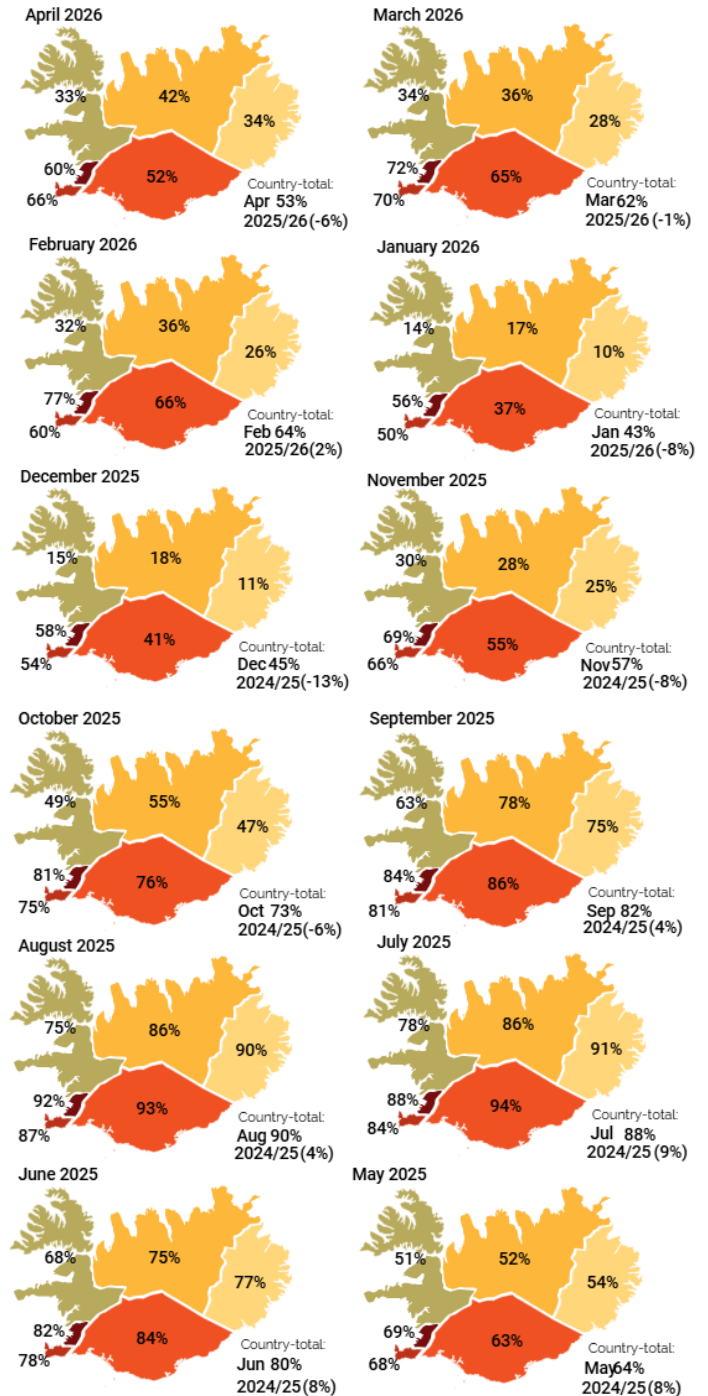 April 2026
33%
42%
34%
60%
52%
66%
Country-total:
Apr 53%
2025/26(-6%)
March 2026
34%
36%
28%
72%
65%
70%
Country-total:
Mar62%
2025/26 (-1%)
February 2026
32%
36%
26%
77%
66%
60%
Country-total:
Feb 64%
2025/26(2%)
January 2026
14%
17%
10%
56%
37%
50%
Country-total:
Jan 43%
2025/26(-8%)
December 2025
15%
18%
11%
58%
41%
54%
Country-total:
Dec45%
2024/25(-13%)
November 2025
30%
28%
25%
69%
55%
66%
Country-total:
Nov57%
2024/25(-8%)
October 2025
49%
55%
47%
81%
76%
75%
Country-total:
Oct 73%
2024/25(-6%)
September 2025
63%
78%
75%
84%
86%
81%
Country-total:
Sep 82%
2024/25(4%)
August 2025
75%
86%
90%
92%
93%
87%
Country-total:
Aug 90%
2024/25(4%)
July 2025
78%
86%
91%
88%
94%
84%
Country-total:
Jul 88%
2024/25 (9%)
June 2025
68%
75%
77%
82%
84%
78%
Country-total:
Jun 80%
2024/25(8%)
May 2025
51%
52%
54%
69%
63%
68%
Country-total:
May64%
2024/25(8%)